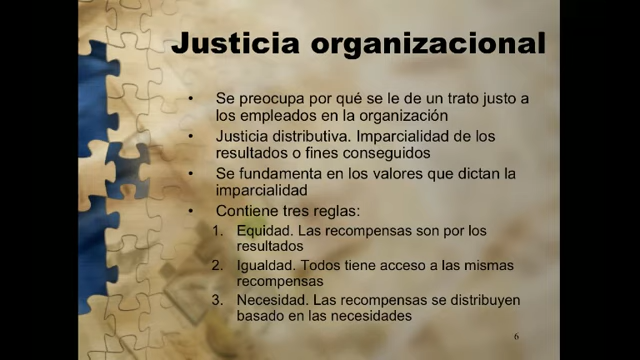 Justicia organizacional
• Se preocupa por qué se le de un trato justo a
los empleados en la organización
• Justicia distributiva. Imparcialidad de los
resultados o fines conseguidos
• Se fundamenta en los valores que dictan la
imparcialidad
• Contiene tres reglas:
1. Equidad. Las recompensas son por los
resultados
2. Igualdad. Todos tiene acceso a las mismas
recompensas
3. Necesidad. Las recompensas se distribuyen
basado en las necesidades
6